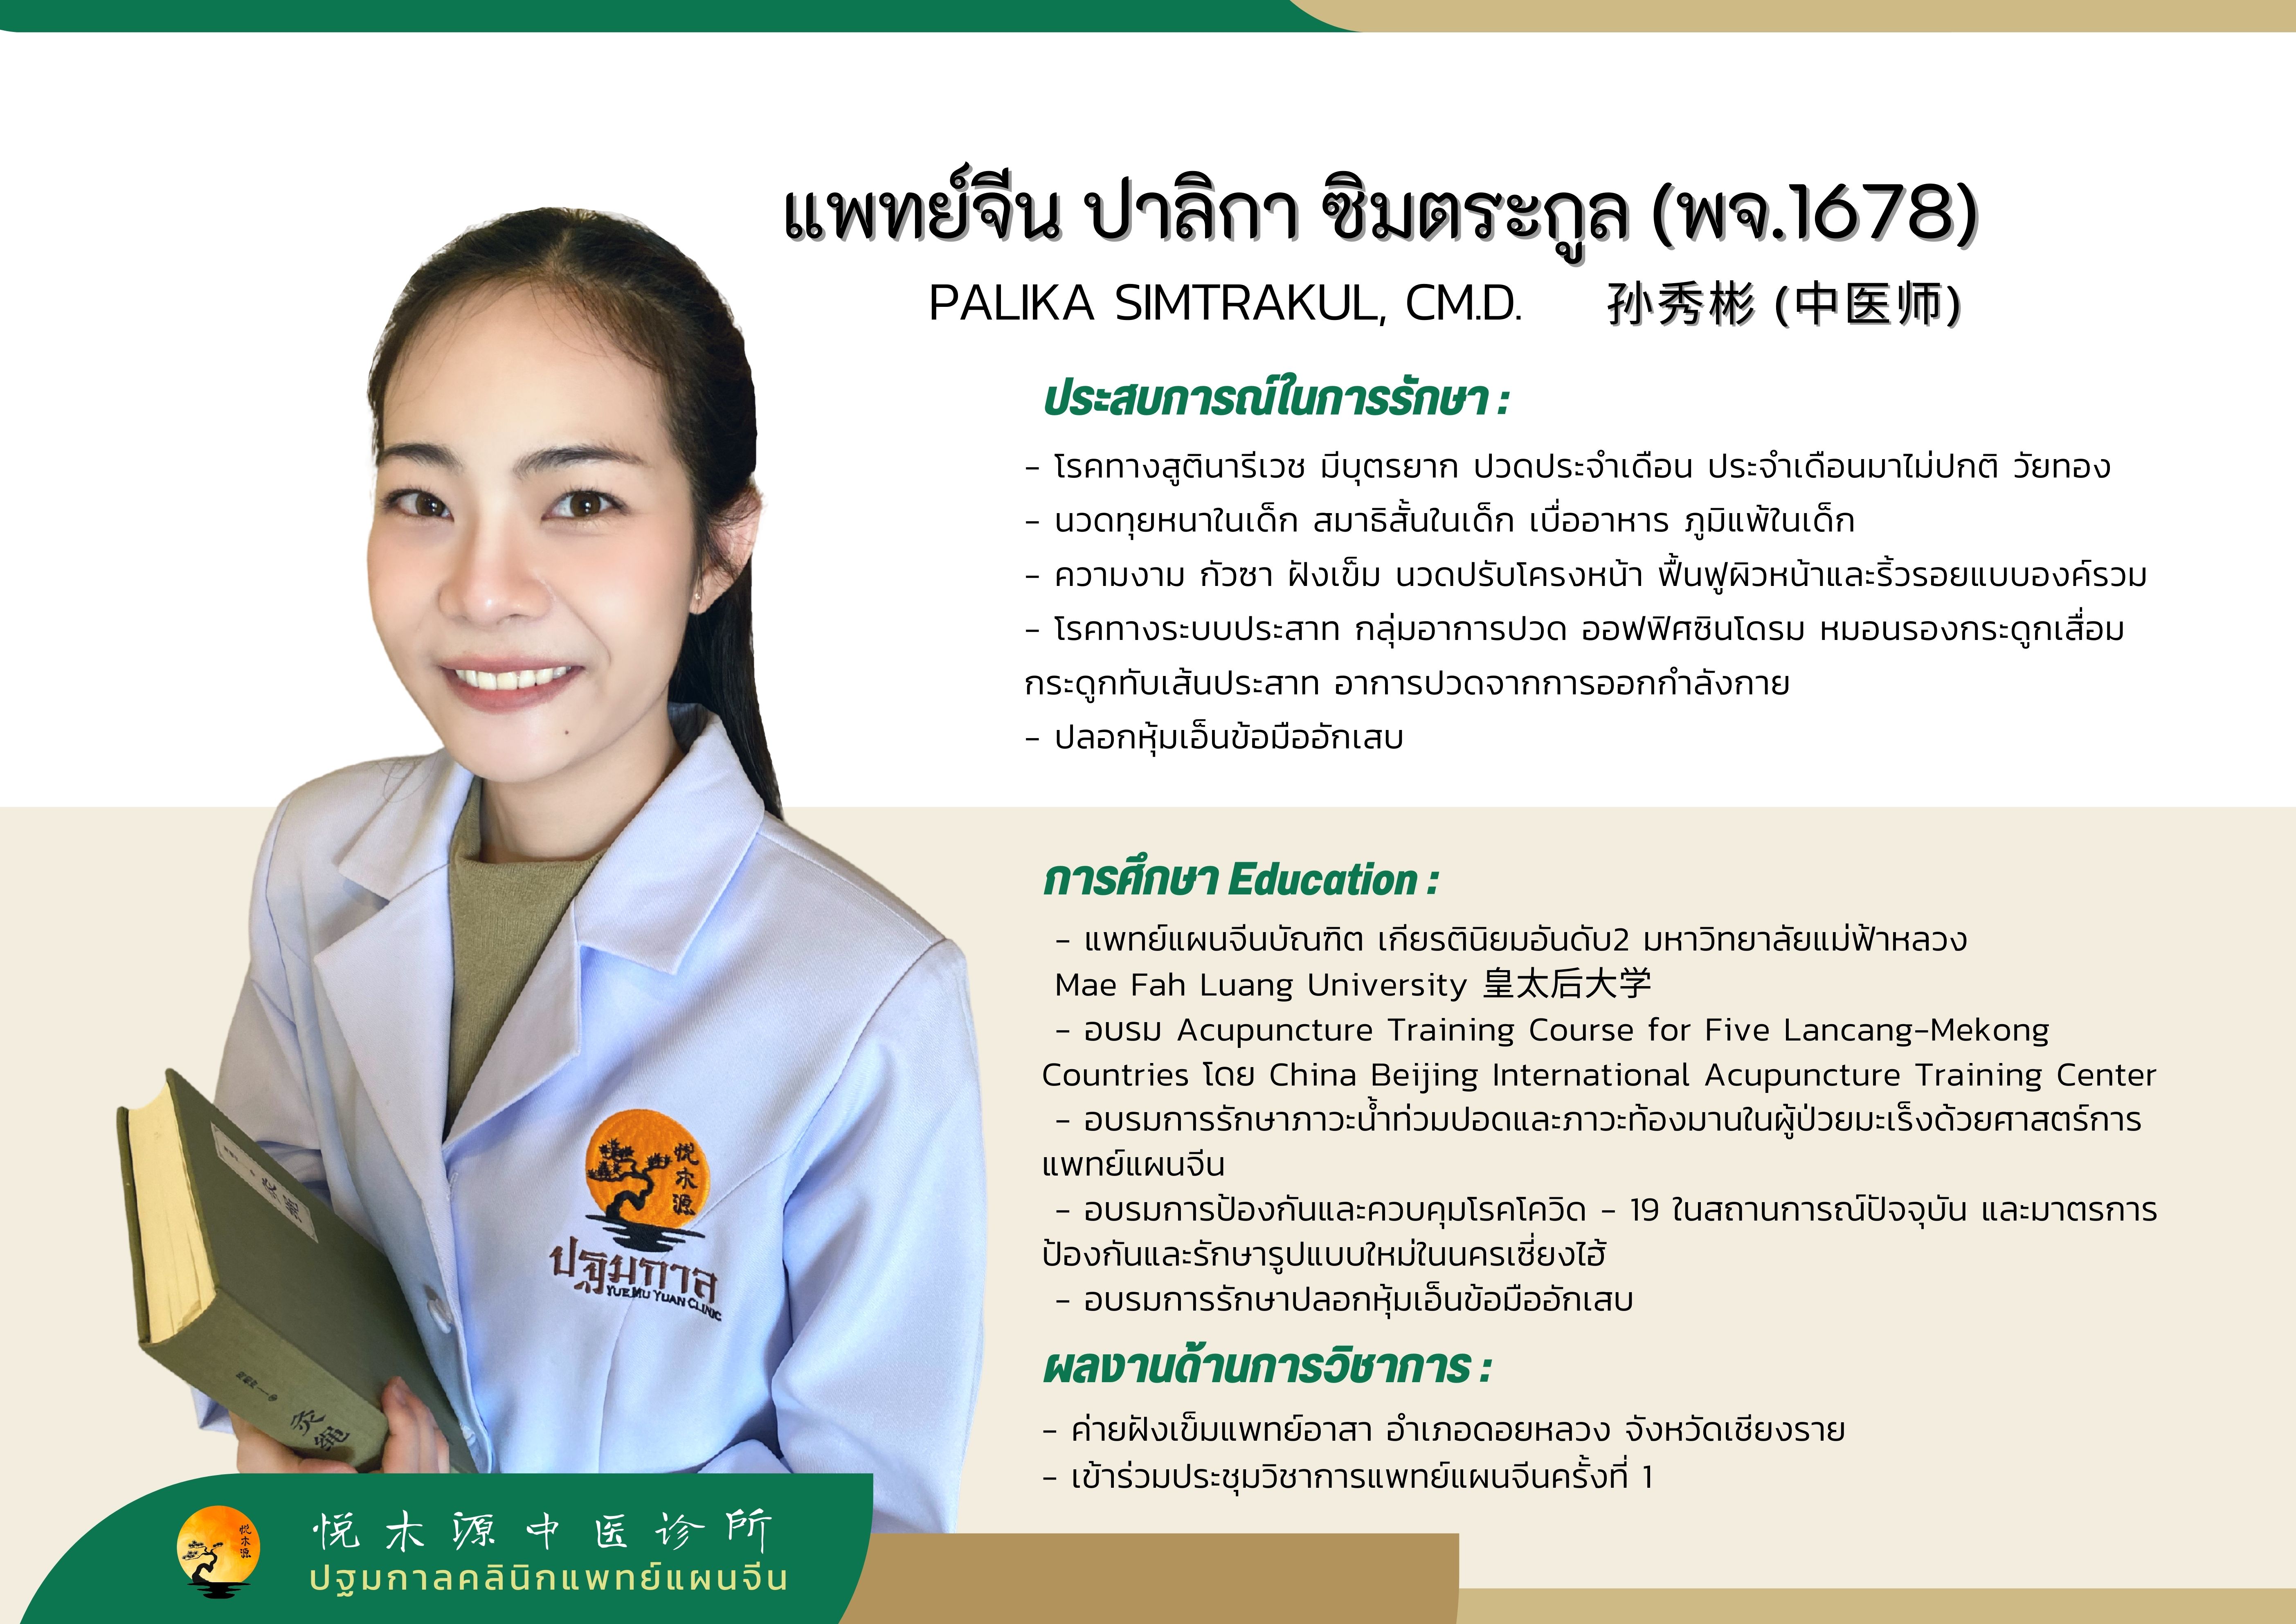 แพทย์จีน ปาลิกา ซิมตระกูล (พจ.1678)
PALIKA SIMTRAKUL, CM.D. 孙秀彬 (中医师)
ประสบการณ์ในการรักษา :
- โรคทางสูตินารีเวช มีบุตรยาก ปวดประจำเดือน ประจำเดือนมาไม่ปกติ วัยทอง
- นวดทุยหนาในเด็ก สมาธิสั้นในเด็ก เบื่ออาหาร ภูมิแพ้ในเด็ก
- ความงาม กัวซา ฝังเข็ม นวดปรับโครงหน้า ฟื้นฟูผิวหน้าและริ้วรอยแบบองค์รวม
- โรคทางระบบประสาท กลุ่มอาการปวด ออฟฟิศซินโดรม หมอนรองกระดูกเสื่อม
กระดูกทับเส้นประสาท อาการปวดจากการออกกำลังกาย
- ปลอกหุ้มเอ็นข้อมืออักเสบ
การศึกษา Education :
- แพทย์แผนจีนบัณฑิต เกียรตินิยมอันดับ2 มหาวิทยาลัยแม่ฟ้าหลวง
Mae Fah Luang University 皇太后大学
- อบรม Acupuncture Training Course for Five Lancang-Mekong
Countries โดย China Beijing International Acupuncture Training Center
- อบรมการรักษาภาวะน้ำท่วมปอดและภาวะท้องมานในผู้ป่วยมะเร็งด้วยศาสตร์การ
แพทย์แผนจีน
- อบรมการป้องกันและควบคุมโรคโควิด - 19 ในสถานการณ์ปัจจุบัน และมาตรการ
ป้องกันและรักษารูปแบบใหม่ในนครเซี่ยงไฮ้
- อบรมการรักษาปลอกหุ้มเอ็นข้อมืออักเสบ
ผลงานด้านการวิชาการ :
- ค่ายฝังเข็มแพทย์อาสา อำเภอดอยหลวง จังหวัดเชียงราย
- เข้าร่วมประชุมวิชาการแพทย์แผนจีนครั้งที่ 1
悦木源
ปฐมกาล
YUE MU YUAN CLINIC
灸绳
悦木源
悦木源中医诊所
ปฐมกาลคลินิกแพทย์แผนจีน